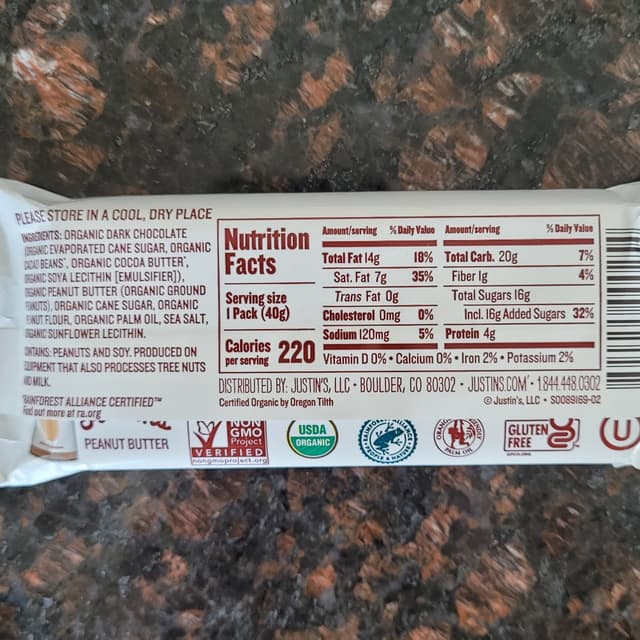 PLEASE STORE IN A COOL, DRY PLACE
INGREDIENTS: ORGANIC DARK CHOCOLATE
ORGANIC EVAPORATED CANE SUGAR, ORGANIC
CACAO BEANS*, ORGANIC COCOA BUTTER*,
ORGANIC SOYA LECITHIN [EMULSIFIER]),
ORGANIC PEANUT BUTTER (ORGANIC GROUND
PEANUTS), ORGANIC CANE SUGAR, ORGANIC
PEANUT FLOUR, ORGANIC PALM OIL, SEA SALT,
ORGANIC SUNFLOWER LECITHIN.
CONTAINS: PEANUTS AND SOY. PRODUCED ON
EQUIPMENT THAT ALSO PROCESSES TREE NUTS
AND MILK.
*RAINFOREST ALLIANCE CERTIFIED™
Find out more at ra.org
Nutrition
Facts
Serving size
1 Pack (40g)
Calories
per serving 220
Amount/serving % Daily Value
Total Fat 14g 18%
Sat. Fat 7g 35%
Trans Fat 0g
Cholesterol 0mg 0%
Sodium 120mg 5%
Amount/serving % Daily Value
Total Carb. 20g 7%
Fiber 1g 4%
Total Sugars 16g
Incl. 16g Added Sugars 32%
Protein 4g
Vitamin D 0% • Calcium 0% • Iron 2% • Potassium 2%
DISTRIBUTED BY: JUSTIN'S, LLC • BOULDER, CO 80302 • JUSTINS.COM • 1.844.448.0302
Certified Organic by Oregon Tilth
© Justin's, LLC • S0089169-02
PEANUT BUTTER
NON
GMO
Project
VERIFIED
nongmoproject.org
USDA
ORGANIC
PALM OIL
GLUTEN
FREE
U